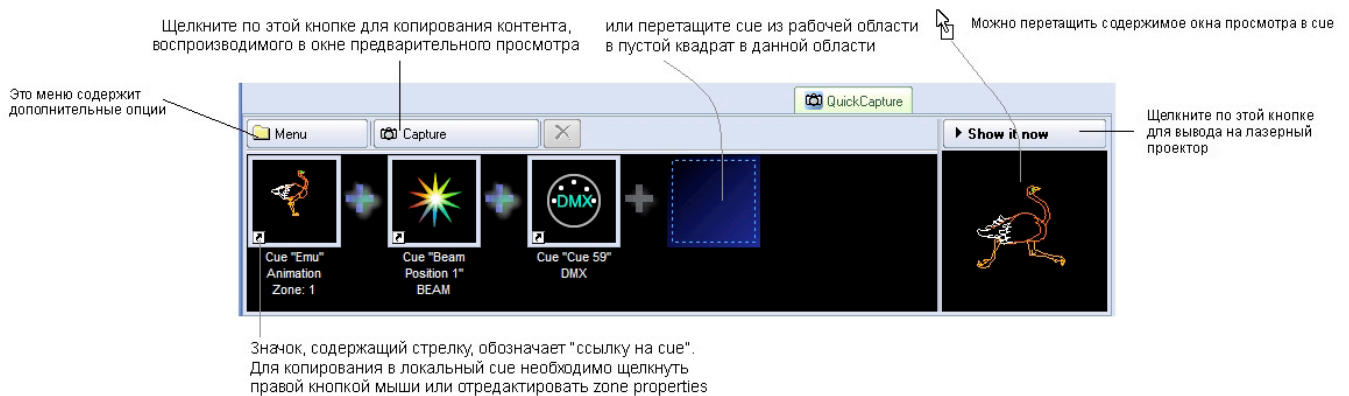 Щелкните по этой кнопке для копирования контента,
воспроизводимого в окне предварительного просмотра
или перетащите cue из рабочей области
в пустой квадрат в данной области
Можно перетащить содержимое окна просмотра в cue
Это меню содержит
дополнительные опции
QuickCapture
Menu
Capture
Show it now
Щелкните по этой кнопке
для вывода на лазерный
проектор
DMX
Cue "Emu"
Animation
Zone: 1
Cue "Beam
Position 1"
BEAM
Cue "Cue 59"
DMX
Значок, содержащий стрелку, обозначает "ссылку на cue".
Для копирования в локальный cue необходимо щелкнуть
правой кнопкой мыши или отредактировать zone properties